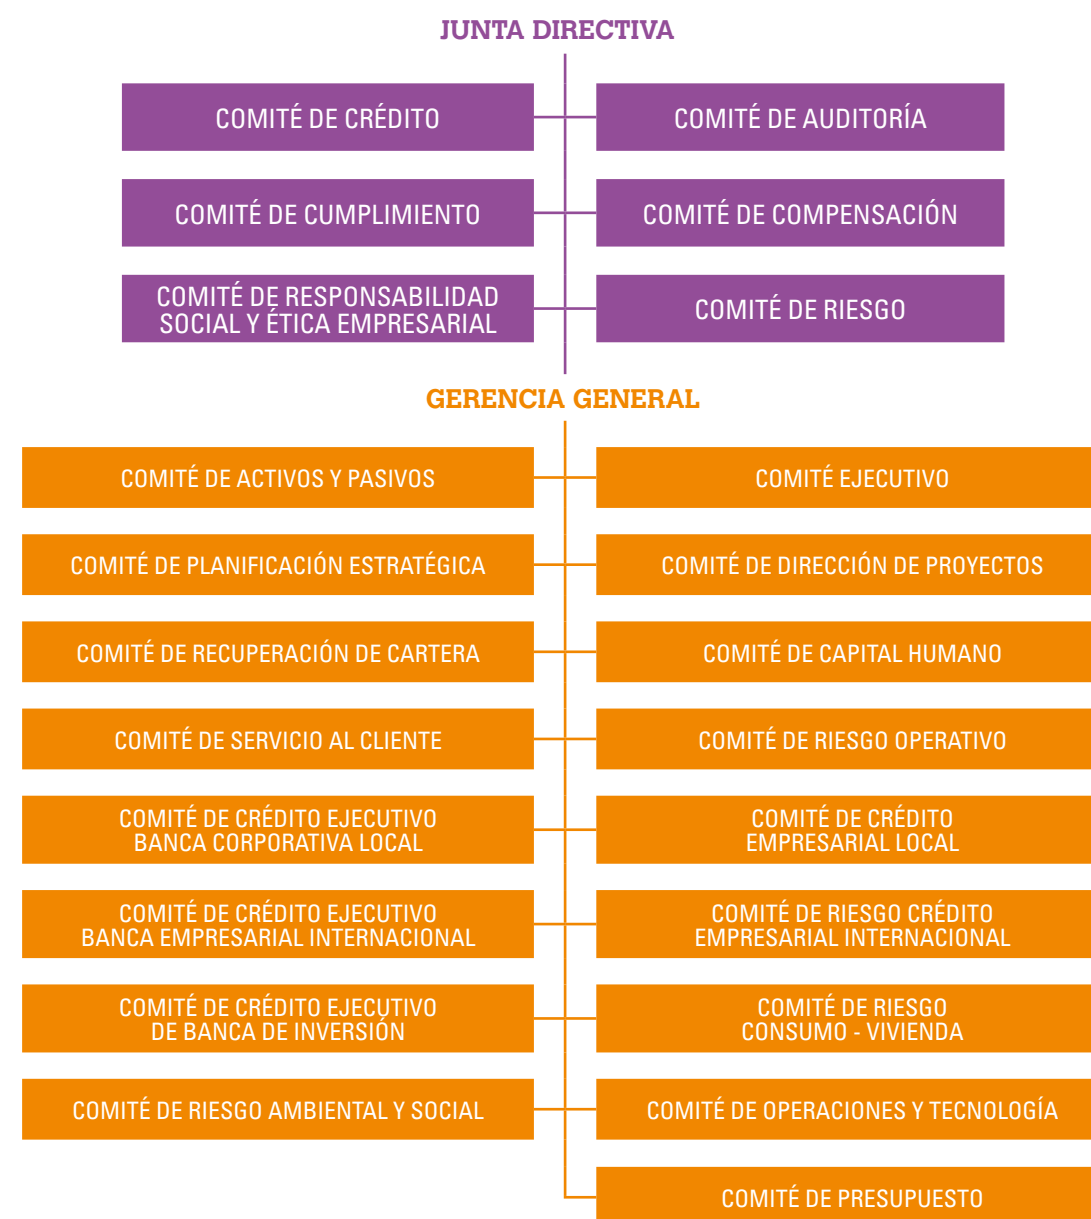 JUNTA DIRECTIVA
COMITÉ DE CRÉDITO
COMITÉ DE AUDITORÍA
COMITÉ DE CUMPLIMIENTO
COMITÉ DE COMPENSACIÓN
COMITÉ DE RESPONSABILIDAD
SOCIAL Y ÉTICA EMPRESARIAL
COMITÉ DE RIESGO
GERENCIA GENERAL
COMITÉ DE ACTIVOS Y PASIVOS
COMITÉ EJECUTIVO
COMITÉ DE PLANIFICACIÓN ESTRATÉGICA
COMITÉ DE DIRECCIÓN DE PROYECTOS
COMITÉ DE RECUPERACIÓN DE CARTERA
COMITÉ DE CAPITAL HUMANO
COMITÉ DE SERVICIO AL CLIENTE
COMITÉ DE RIESGO OPERATIVO
COMITÉ DE CRÉDITO EJECUTIVO
BANCA CORPORATIVA LOCAL
COMITÉ DE CRÉDITO
EMPRESARIAL LOCAL
COMITÉ DE CRÉDITO EJECUTIVO
BANCA EMPRESARIAL INTERNACIONAL
COMITÉ DE RIESGO CRÉDITO
EMPRESARIAL INTERNACIONAL
COMITÉ DE CRÉDITO EJECUTIVO
DE BANCA DE INVERSIÓN
COMITÉ DE RIESGO
CONSUMO - VIVIENDA
COMITÉ DE RIESGO AMBIENTAL Y SOCIAL
COMITÉ DE OPERACIONES Y TECNOLOGÍA
COMITÉ DE PRESUPUESTO